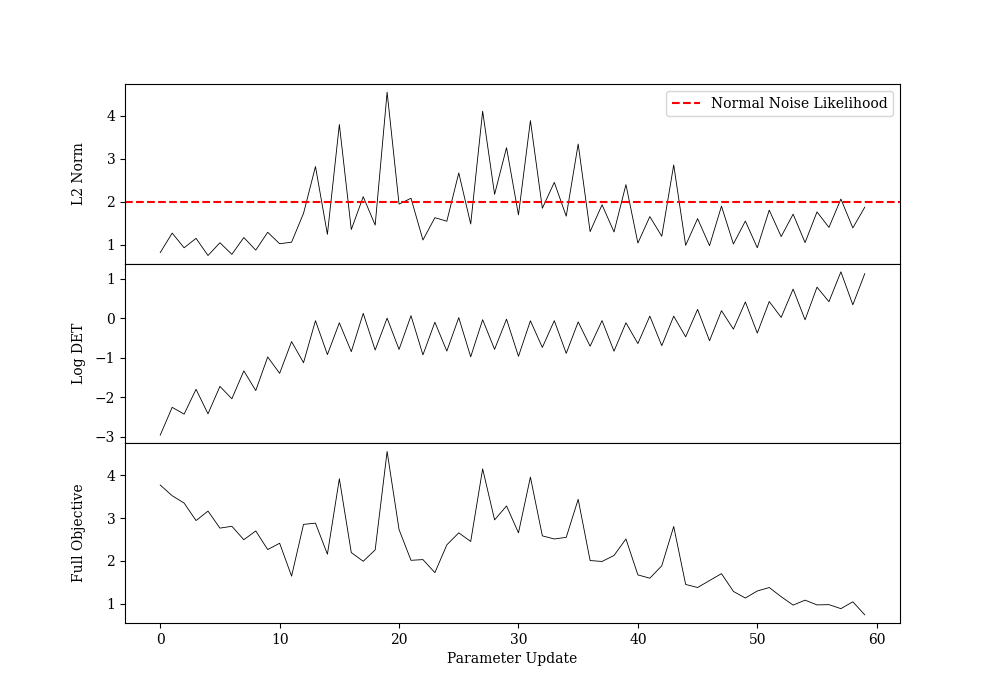 Normal Noise Likelihood
L2 Norm
4
3
2
1
Log DET
1
0
−1
−2
−3
Full Objective
4
3
2
1
0 10 20 30 40 50 60
Parameter Update